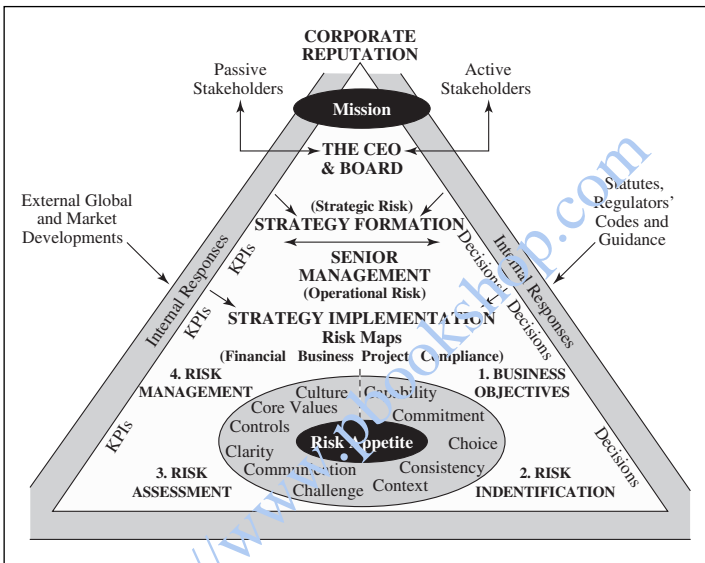 CORPORATE
REPUTATION
Passive
Stakeholders
Active
Stakeholders
Mission
THE CEO
& BOARD
External Global
and Market
Developments
Statutes,
Regulators’
Codes and
Guidance
(Strategic Risk)
STRATEGY FORMATION
Internal Responses
KPIs
Decisions
Internal Responses
SENIOR
MANAGEMENT
(Operational Risk)
KPIs
Decisions
STRATEGY IMPLEMENTATION
Risk Maps
(Financial Business Project Compliance)
4. RISK
MANAGEMENT
1. BUSINESS
OBJECTIVES
Culture Capability
Core Values Commitment
Controls
Risk Appetite
Choice
Clarity
Communication Consistency
Challenge Context
KPIs
Decisions
3. RISK
ASSESSMENT
2. RISK
INDENTIFICATION
://www.pbookshop.com